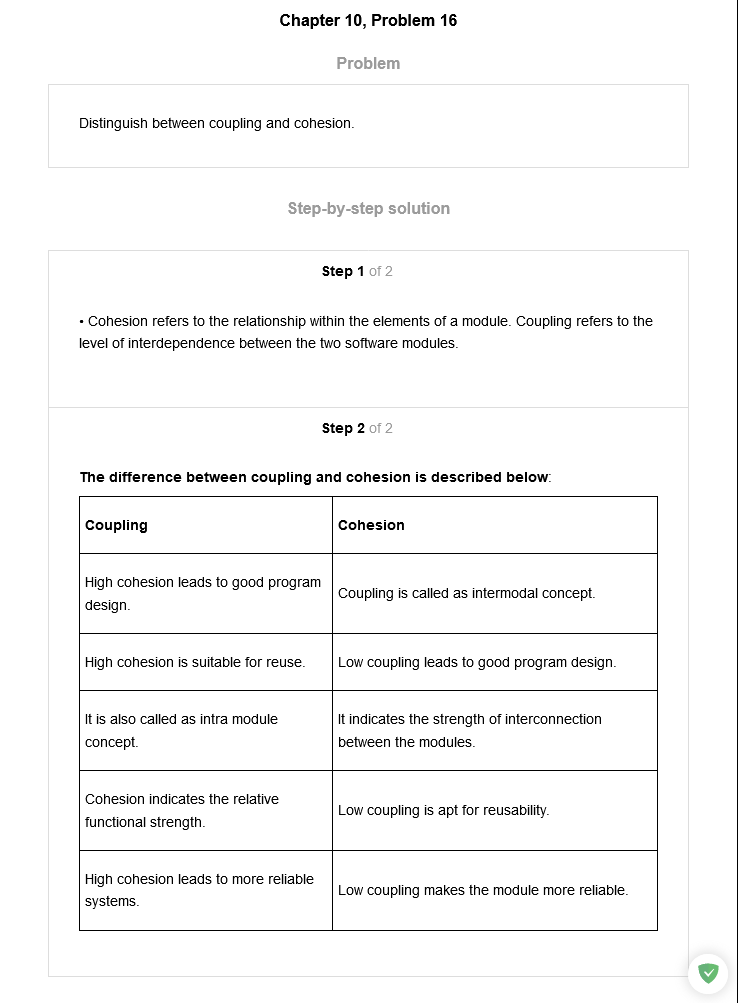 Chapter 10, Problem 16
Problem
Distinguish between coupling and cohesion.
Step-by-step solution
Step 1 of 2
• Cohesion refers to the relationship within the elements of a module. Coupling refers to the
level of interdependence between the two software modules.
Step 2 of 2
The difference between coupling and cohesion is described below:
Coupling
Cohesion
High cohesion leads to good program
design.
Coupling is called as intermodal concept.
High cohesion is suitable for reuse.
Low coupling leads to good program design.
It is also called as intra module
concept.
It indicates the strength of interconnection
between the modules.
Cohesion indicates the relative
functional strength.
Low coupling is apt for reusability.
High cohesion leads to more reliable
systems.
Low coupling makes the module more reliable.